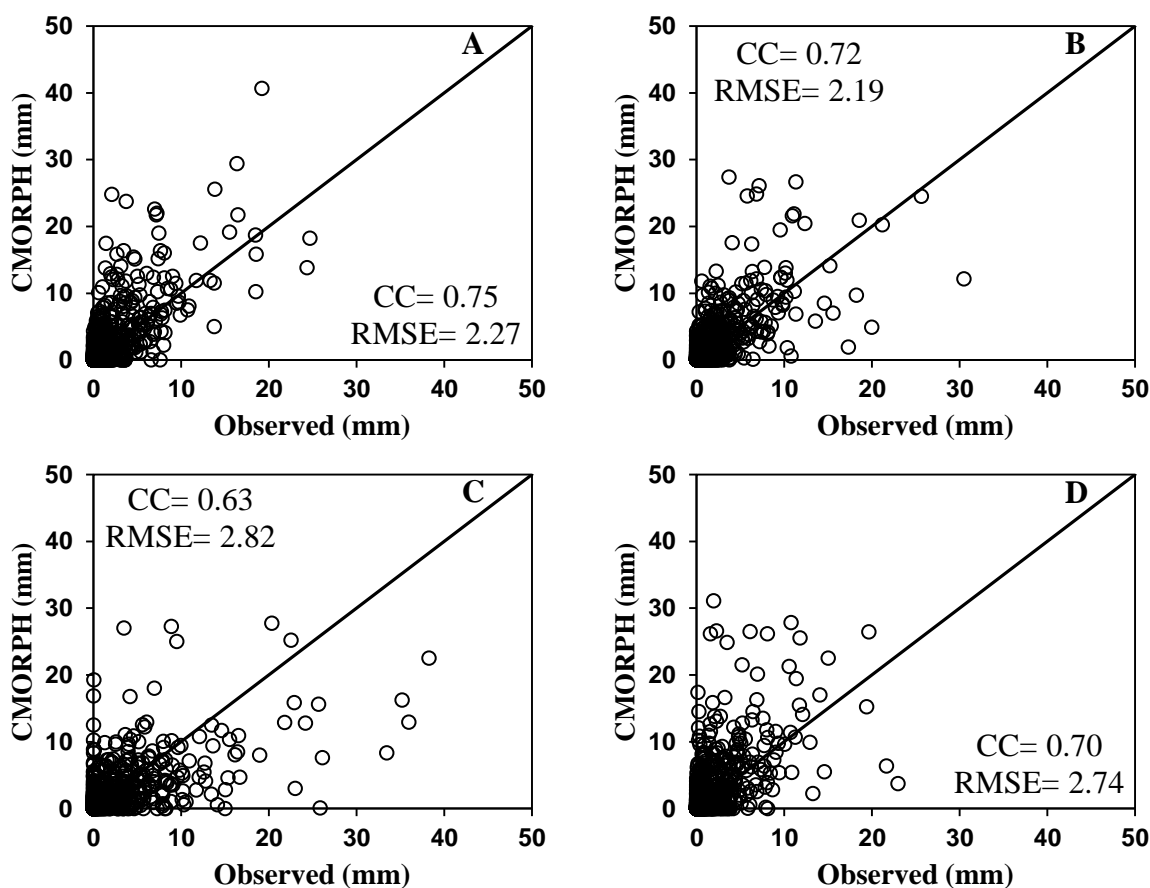 A
CC= 0.75
RMSE= 2.27
CMORPH (mm)
50
40
30
20
10
0
0 10 20 30 40 50
Observed (mm)
B
CC= 0.72
RMSE= 2.19
CMORPH (mm)
50
40
30
20
10
0
0 10 20 30 40 50
Observed (mm)
C
CC= 0.63
RMSE= 2.82
CMORPH (mm)
50
40
30
20
10
0
0 10 20 30 40 50
Observed (mm)
D
CC= 0.70
RMSE= 2.74
CMORPH (mm)
50
40
30
20
10
0
0 10 20 30 40 50
Observed (mm)